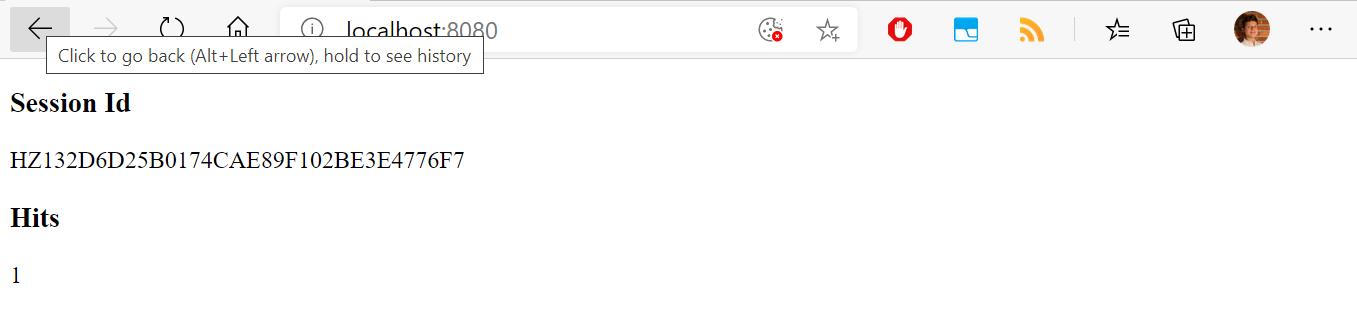 localhost:8080
Click to go back (Alt+Left arrow), hold to see history
Session Id
HZ132D6D25B0174CAE89F102BE3E4776F7
Hits
1